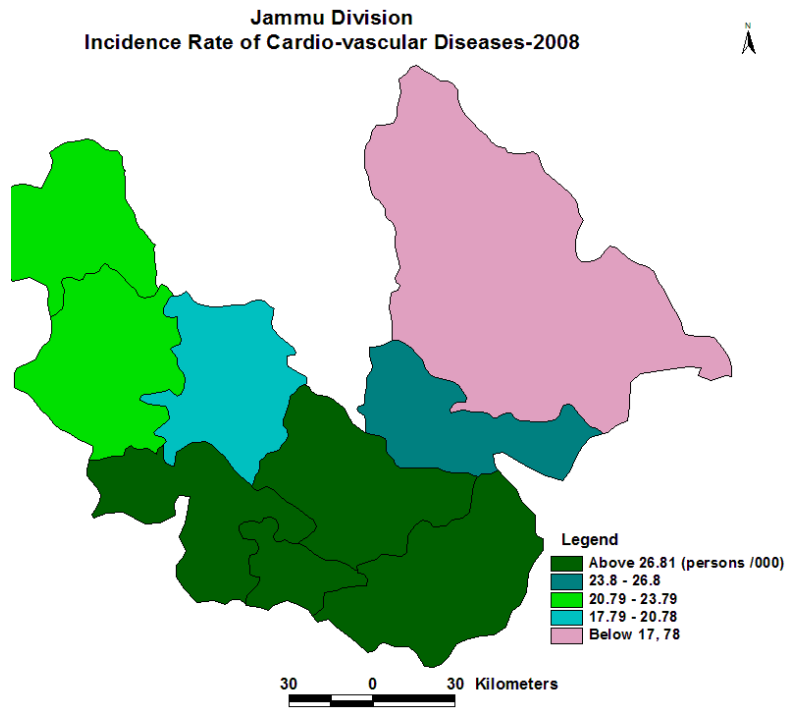 Jammu Division
Incidence Rate of Cardio-vascular Diseases-2008
N
Legend
Above 26.81 (persons /000)
23.8 - 26.8
20.79 - 23.79
17.79 - 20.78
Below 17, 78
30 0 30 Kilometers